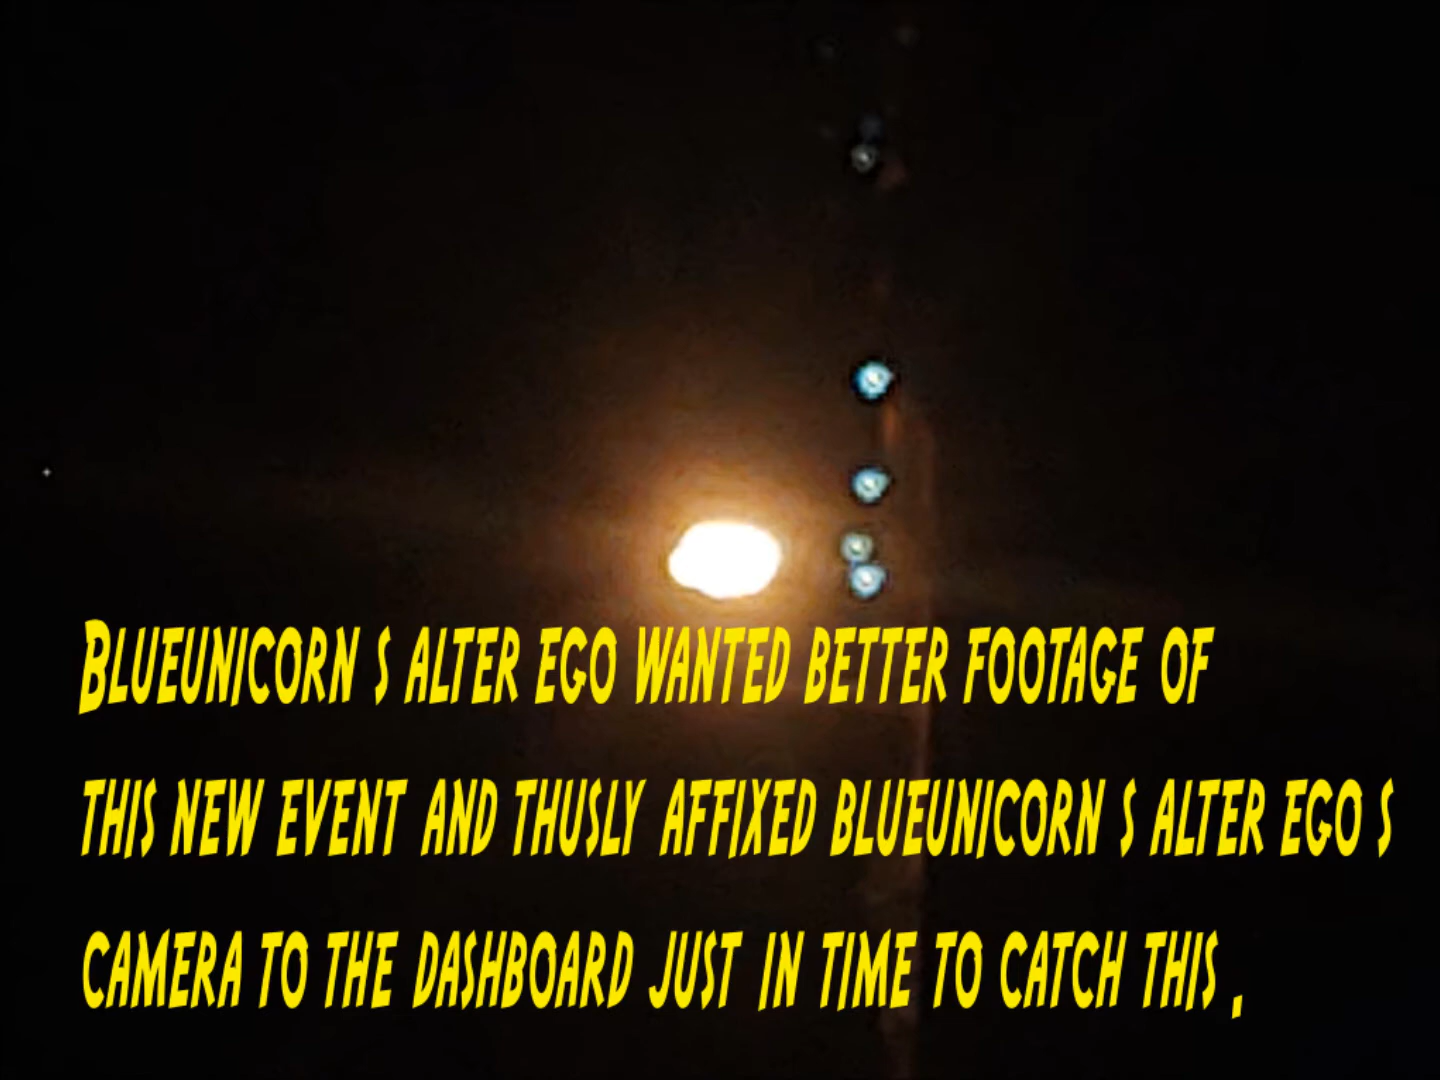 Blueunicorn s alter ego wanted better footage of
this new event and thusly affixed blueunicorn s alter ego s
camera to the dashboard just in time to catch this .